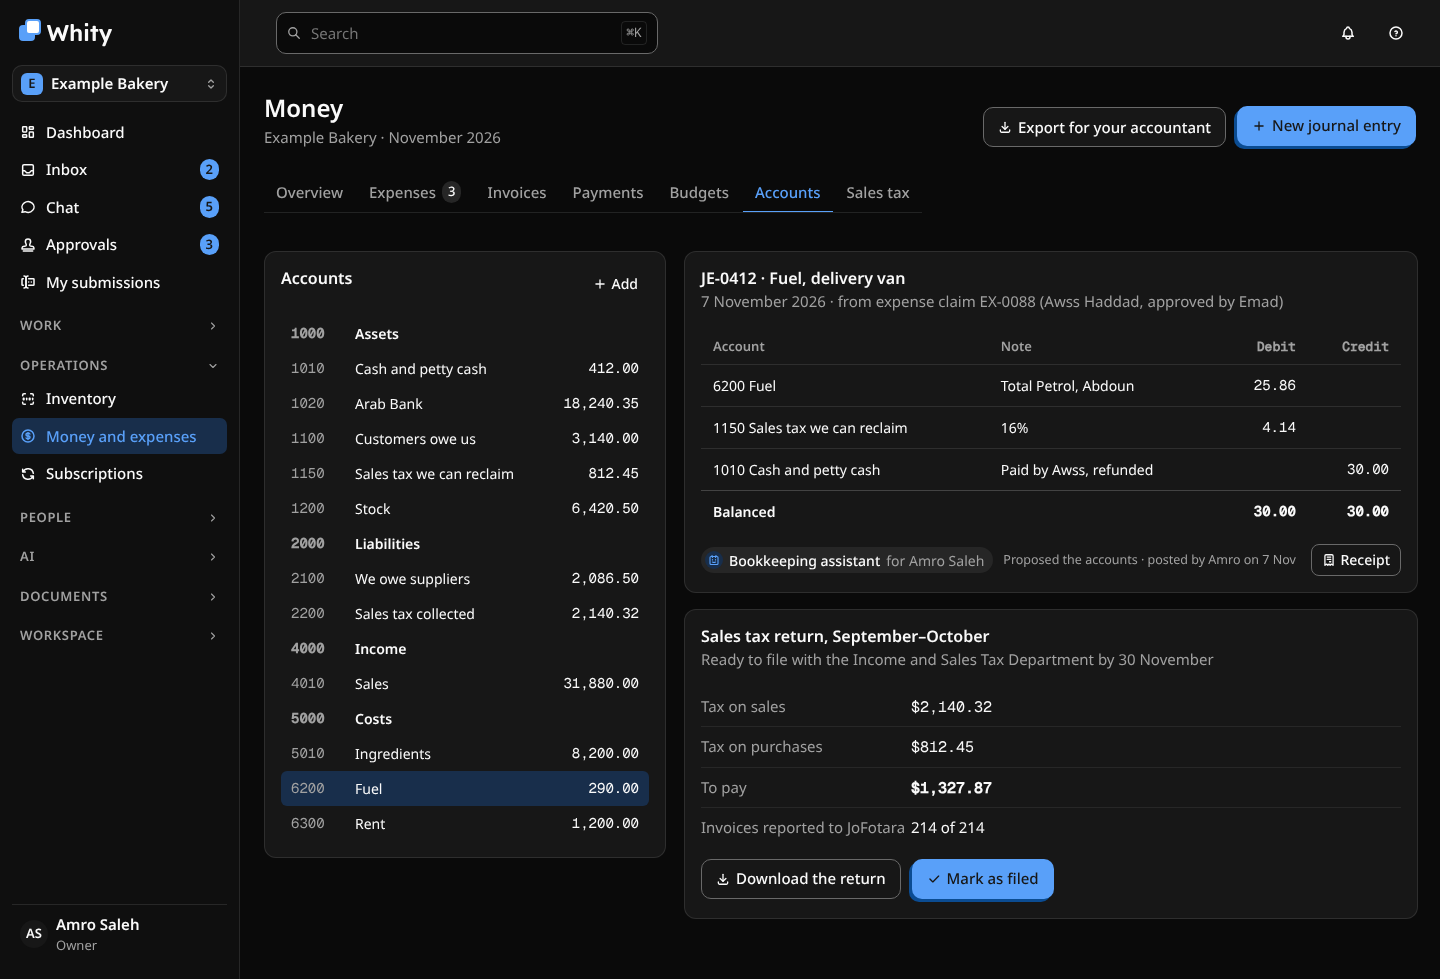 Whity
Search
⌘K
E Example Bakery
Dashboard
Inbox 2
Chat 5
Approvals 3
My submissions
WORK
OPERATIONS
Inventory
Money and expenses
Subscriptions
PEOPLE
AI
DOCUMENTS
WORKSPACE
AS
Amro Saleh
Owner
Money
Example Bakery · November 2026
Export for your accountant
New journal entry
Overview Expenses 3 Invoices Payments Budgets Accounts Sales tax
Accounts
Add
1000 Assets
1010 Cash and petty cash 412.00
1020 Arab Bank 18,240.35
1100 Customers owe us 3,140.00
1150 Sales tax we can reclaim 812.45
1200 Stock 6,420.50
2000 Liabilities
2100 We owe suppliers 2,086.50
2200 Sales tax collected 2,140.32
4000 Income
4010 Sales 31,880.00
5000 Costs
5010 Ingredients 8,200.00
6200 Fuel 290.00
6300 Rent 1,200.00
JE-0412 · Fuel, delivery van
7 November 2026 · from expense claim EX-0088 (Awss Haddad, approved by Emad)
Account Note Debit Credit
6200 Fuel Total Petrol, Abdoun 25.86
1150 Sales tax we can reclaim 16% 4.14
1010 Cash and petty cash Paid by Awss, refunded 30.00
Balanced 30.00 30.00
Bookkeeping assistant for Amro Saleh Proposed the accounts · posted by Amro on 7 Nov Receipt
Sales tax return, September–October
Ready to file with the Income and Sales Tax Department by 30 November
Tax on sales $2,140.32
Tax on purchases $812.45
To pay $1,327.87
Invoices reported to JoFotara 214 of 214
Download the return
Mark as filed